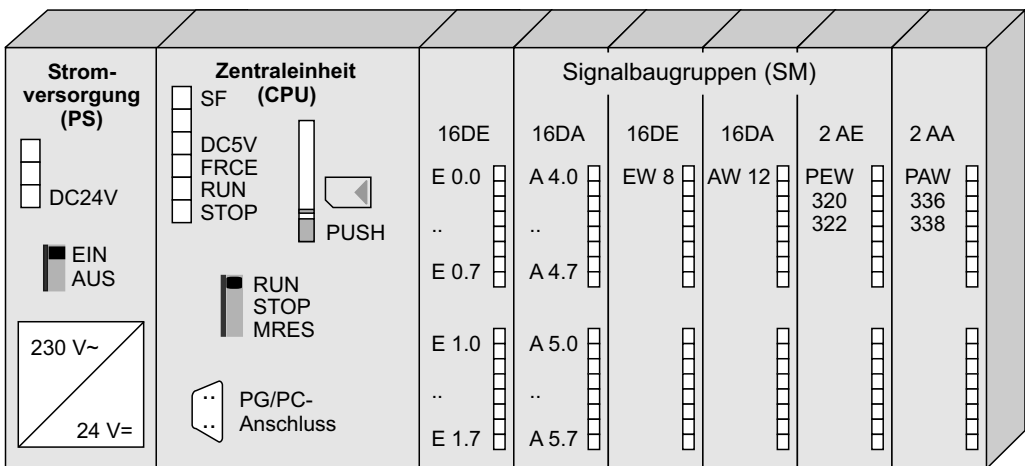 Strom-
versorgung
(PS)
DC24V
EIN
AUS
230 V~
24 V=
Zentraleinheit
(CPU)
SF
DC5V
FRCE
RUN
STOP
PUSH
RUN
STOP
MRES
PG/PC-
Anschluss
Signalbaugruppen (SM)
16DE
E 0.0
..
E 0.7
E 1.0
..
E 1.7
16DA
A 4.0
..
A 4.7
A 5.0
..
A 5.7
16DE
EW 8
16DA
AW 12
2 AE
PEW
320
322
2 AA
PAW
336
338